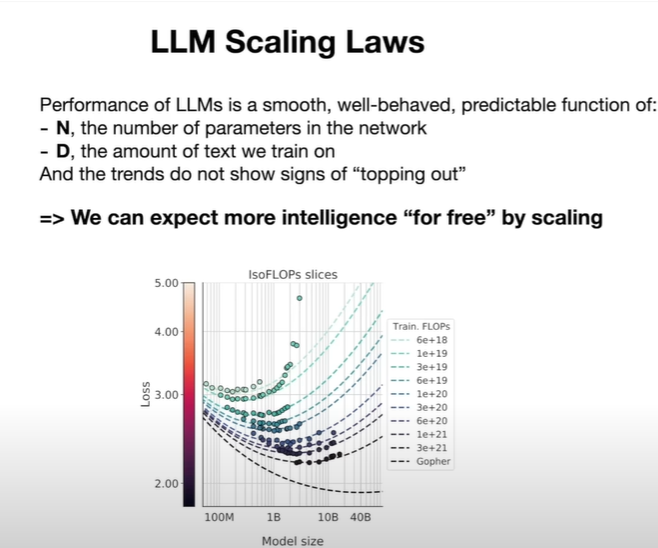 LLM Scaling Laws
Performance of LLMs is a smooth, well-behaved, predictable function of:
- N, the number of parameters in the network
- D, the amount of text we train on
And the trends do not show signs of “topping out”
=> We can expect more intelligence “for free” by scaling
IsoFLOPs slices
5.00
4.00
3.00
2.00
Loss
100M 1B 10B 40B
Model size
Train. FLOPs
6e+18
1e+19
3e+19
6e+19
1e+20
3e+20
6e+20
1e+21
3e+21
Gopher